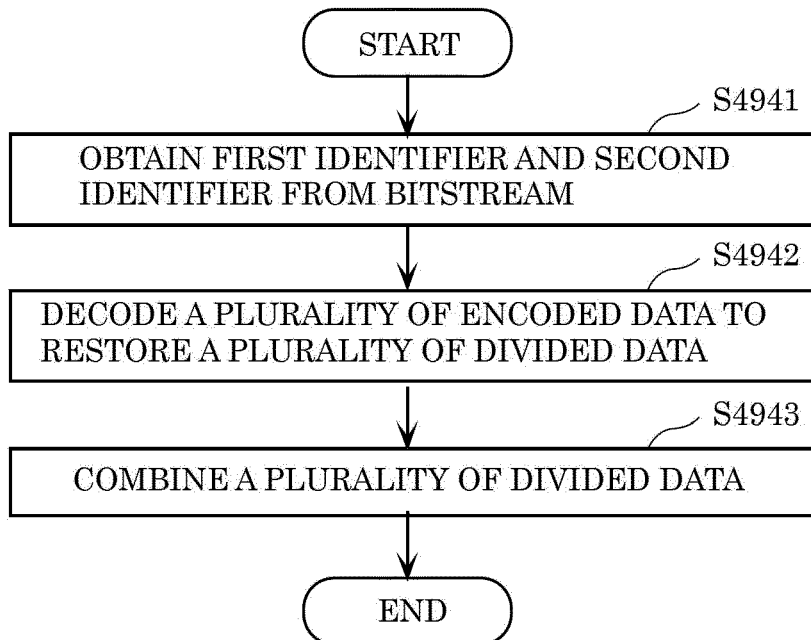 START
S4941
OBTAIN FIRST IDENTIFIER AND SECOND
IDENTIFIER FROM BITSTREAM
S4942
DECODE A PLURALITY OF ENCODED DATA TO
RESTORE A PLURALITY OF DIVIDED DATA
S4943
COMBINE A PLURALITY OF DIVIDED DATA
END